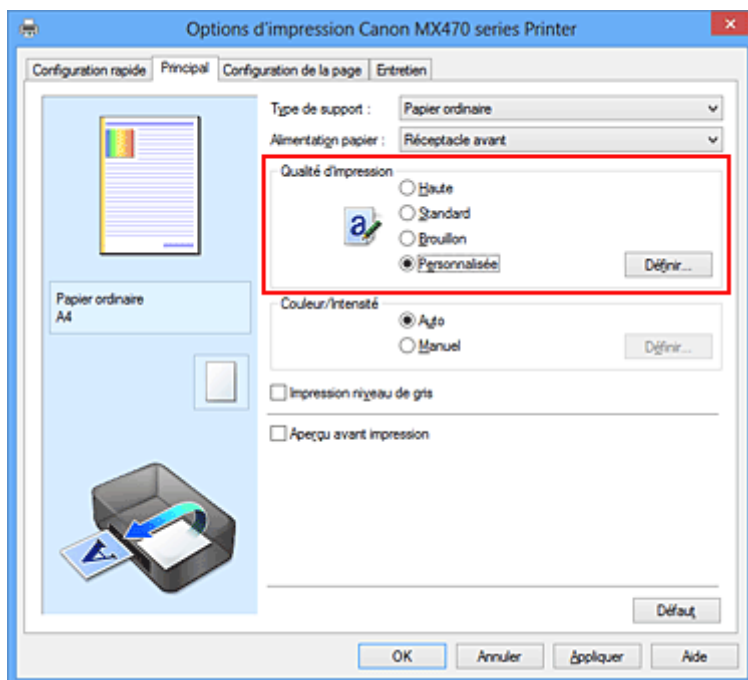 Options d'impression Canon MX470 series Printer
Configuration rapide Principal Configuration de la page Entretien
Type de support : Papier ordinaire
Alimentation papier : Réceptacle avant
Qualité d'impression
Haute
Standard
Brouillon
Personnalisée Définir...
Papier ordinaire
A4
Couleur/Intensité
Auto
Manuel Définir...
Impression niveau de gris
Aperçu avant impression
Défaut
OK Annuler Appliquer Aide